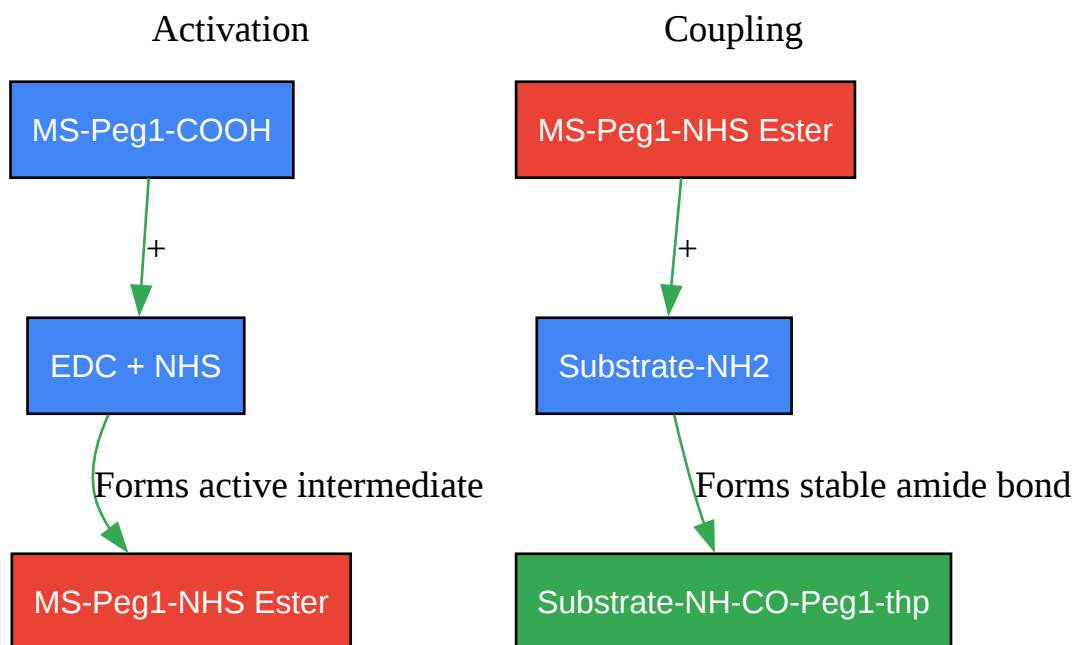 Activation
MS-Peg1-COOH
+
EDC + NHS
Forms active intermediate
MS-Peg1-NHS Ester
Coupling
MS-Peg1-NHS Ester
+
Substrate-NH2
Forms stable amide bond
Substrate-NH-CO-Peg1-thp